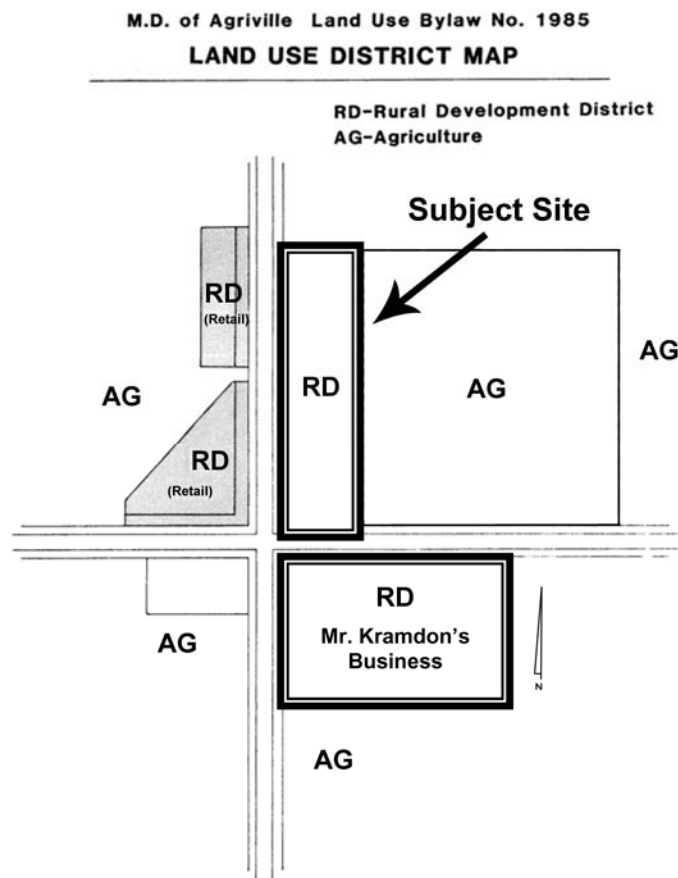 M.D. of Agriville Land Use Bylaw No. 1985
LAND USE DISTRICT MAP
RD-Rural Development District
AG-Agriculture
Subject Site
RD
(Retail)
AG
AG
RD
AG
RD
(Retail)
RD
Mr. Kramdon's
Business
AG
N
AG